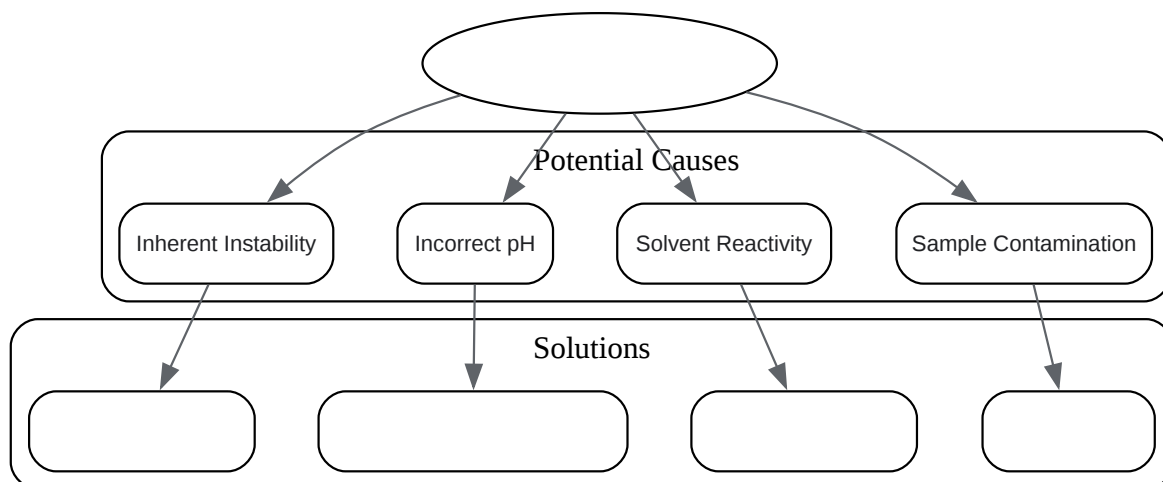 Potential Causes
Inherent Instability
Incorrect pH
Solvent Reactivity
Sample Contamination
Solutions